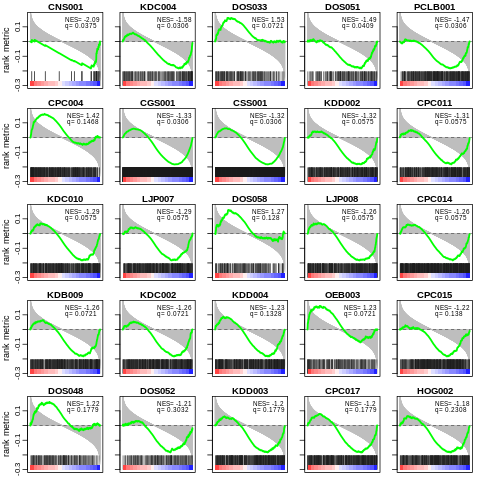 CNS001 KDC004 DOS033 DOS051 PCLB001
NES= -2.09 NES= -1.58 NES= 1.53 NES= -1.49 NES= -1.47
q= 0.0375 q= 0.0306 q= 0.0721 q= 0.0409 q= 0.0306
rank metric
0.1 -0.1 -0.3
CPC004 CGS001 CSS001 KDD002 CPC011
NES= 1.42 NES= -1.33 NES= -1.32 NES= -1.32 NES= -1.31
q= 0.1468 q= 0.0306 q= 0.0306 q= 0.0575 q= 0.0575
rank metric
0.1 -0.1 -0.3
KDC010 LJP007 DOS058 LJP008 CPC014
NES= -1.29 NES= -1.29 NES= 1.27 NES= -1.26 NES= -1.26
q= 0.0575 q= 0.0575 q= 0.128 q= 0.0575 q= 0.0575
rank metric
0.1 -0.1 -0.3
KDB009 KDC002 KDD004 OEB003 CPC015
NES= -1.26 NES= -1.26 NES= -1.23 NES= 1.23 NES= -1.22
q= 0.0721 q= 0.0721 q= 0.1328 q= 0.0721 q= 0.138
rank metric
0.1 -0.1 -0.3
DOS048 DOS052 KDD003 CPC017 HOG002
NES= 1.22 NES= -1.21 NES= -1.2 NES= -1.2 NES= -1.18
q= 0.1779 q= 0.3032 q= 0.1779 q= 0.1779 q= 0.2308
rank metric
0.1 -0.1 -0.3